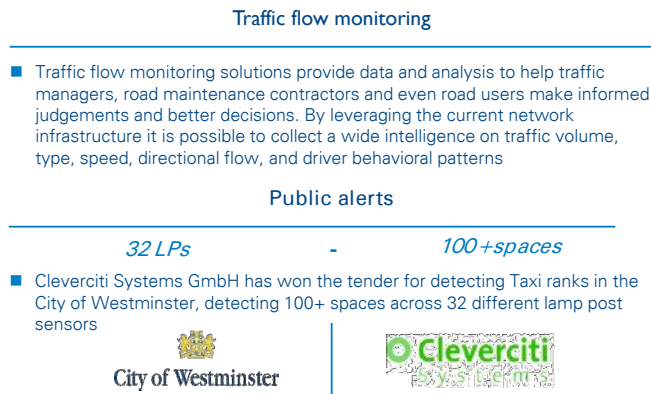 Traffic flow monitoring
■ Traffic flow monitoring solutions provide data and analysis to help traffic
managers, road maintenance contractors and even road users make informed
judgements and better decisions. By leveraging the current network
infrastructure it is possible to collect a wide intelligence on traffic volume,
type, speed, directional flow, and driver behavioral patterns
Public alerts
32 LPs - 100+spaces
■ Cleverciti Systems GmbH has won the tender for detecting Taxi ranks in the
City of Westminster, detecting 100+ spaces across 32 different lamp post
sensors
City of Westminster
Cleverciti
Systems